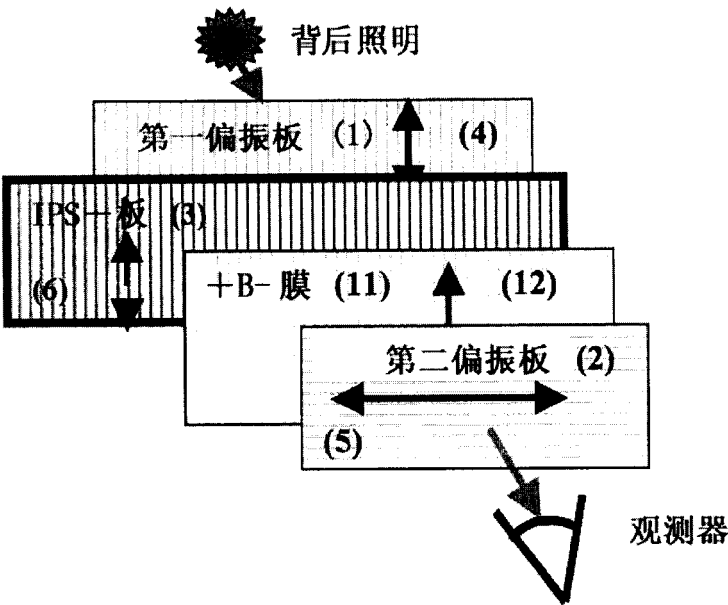 背后照明
第一偏振板 (1) (4)
IPS-板 (3)
(6)
+B-膜 (11) (12)
第二偏振板 (2)
(5)
观测器